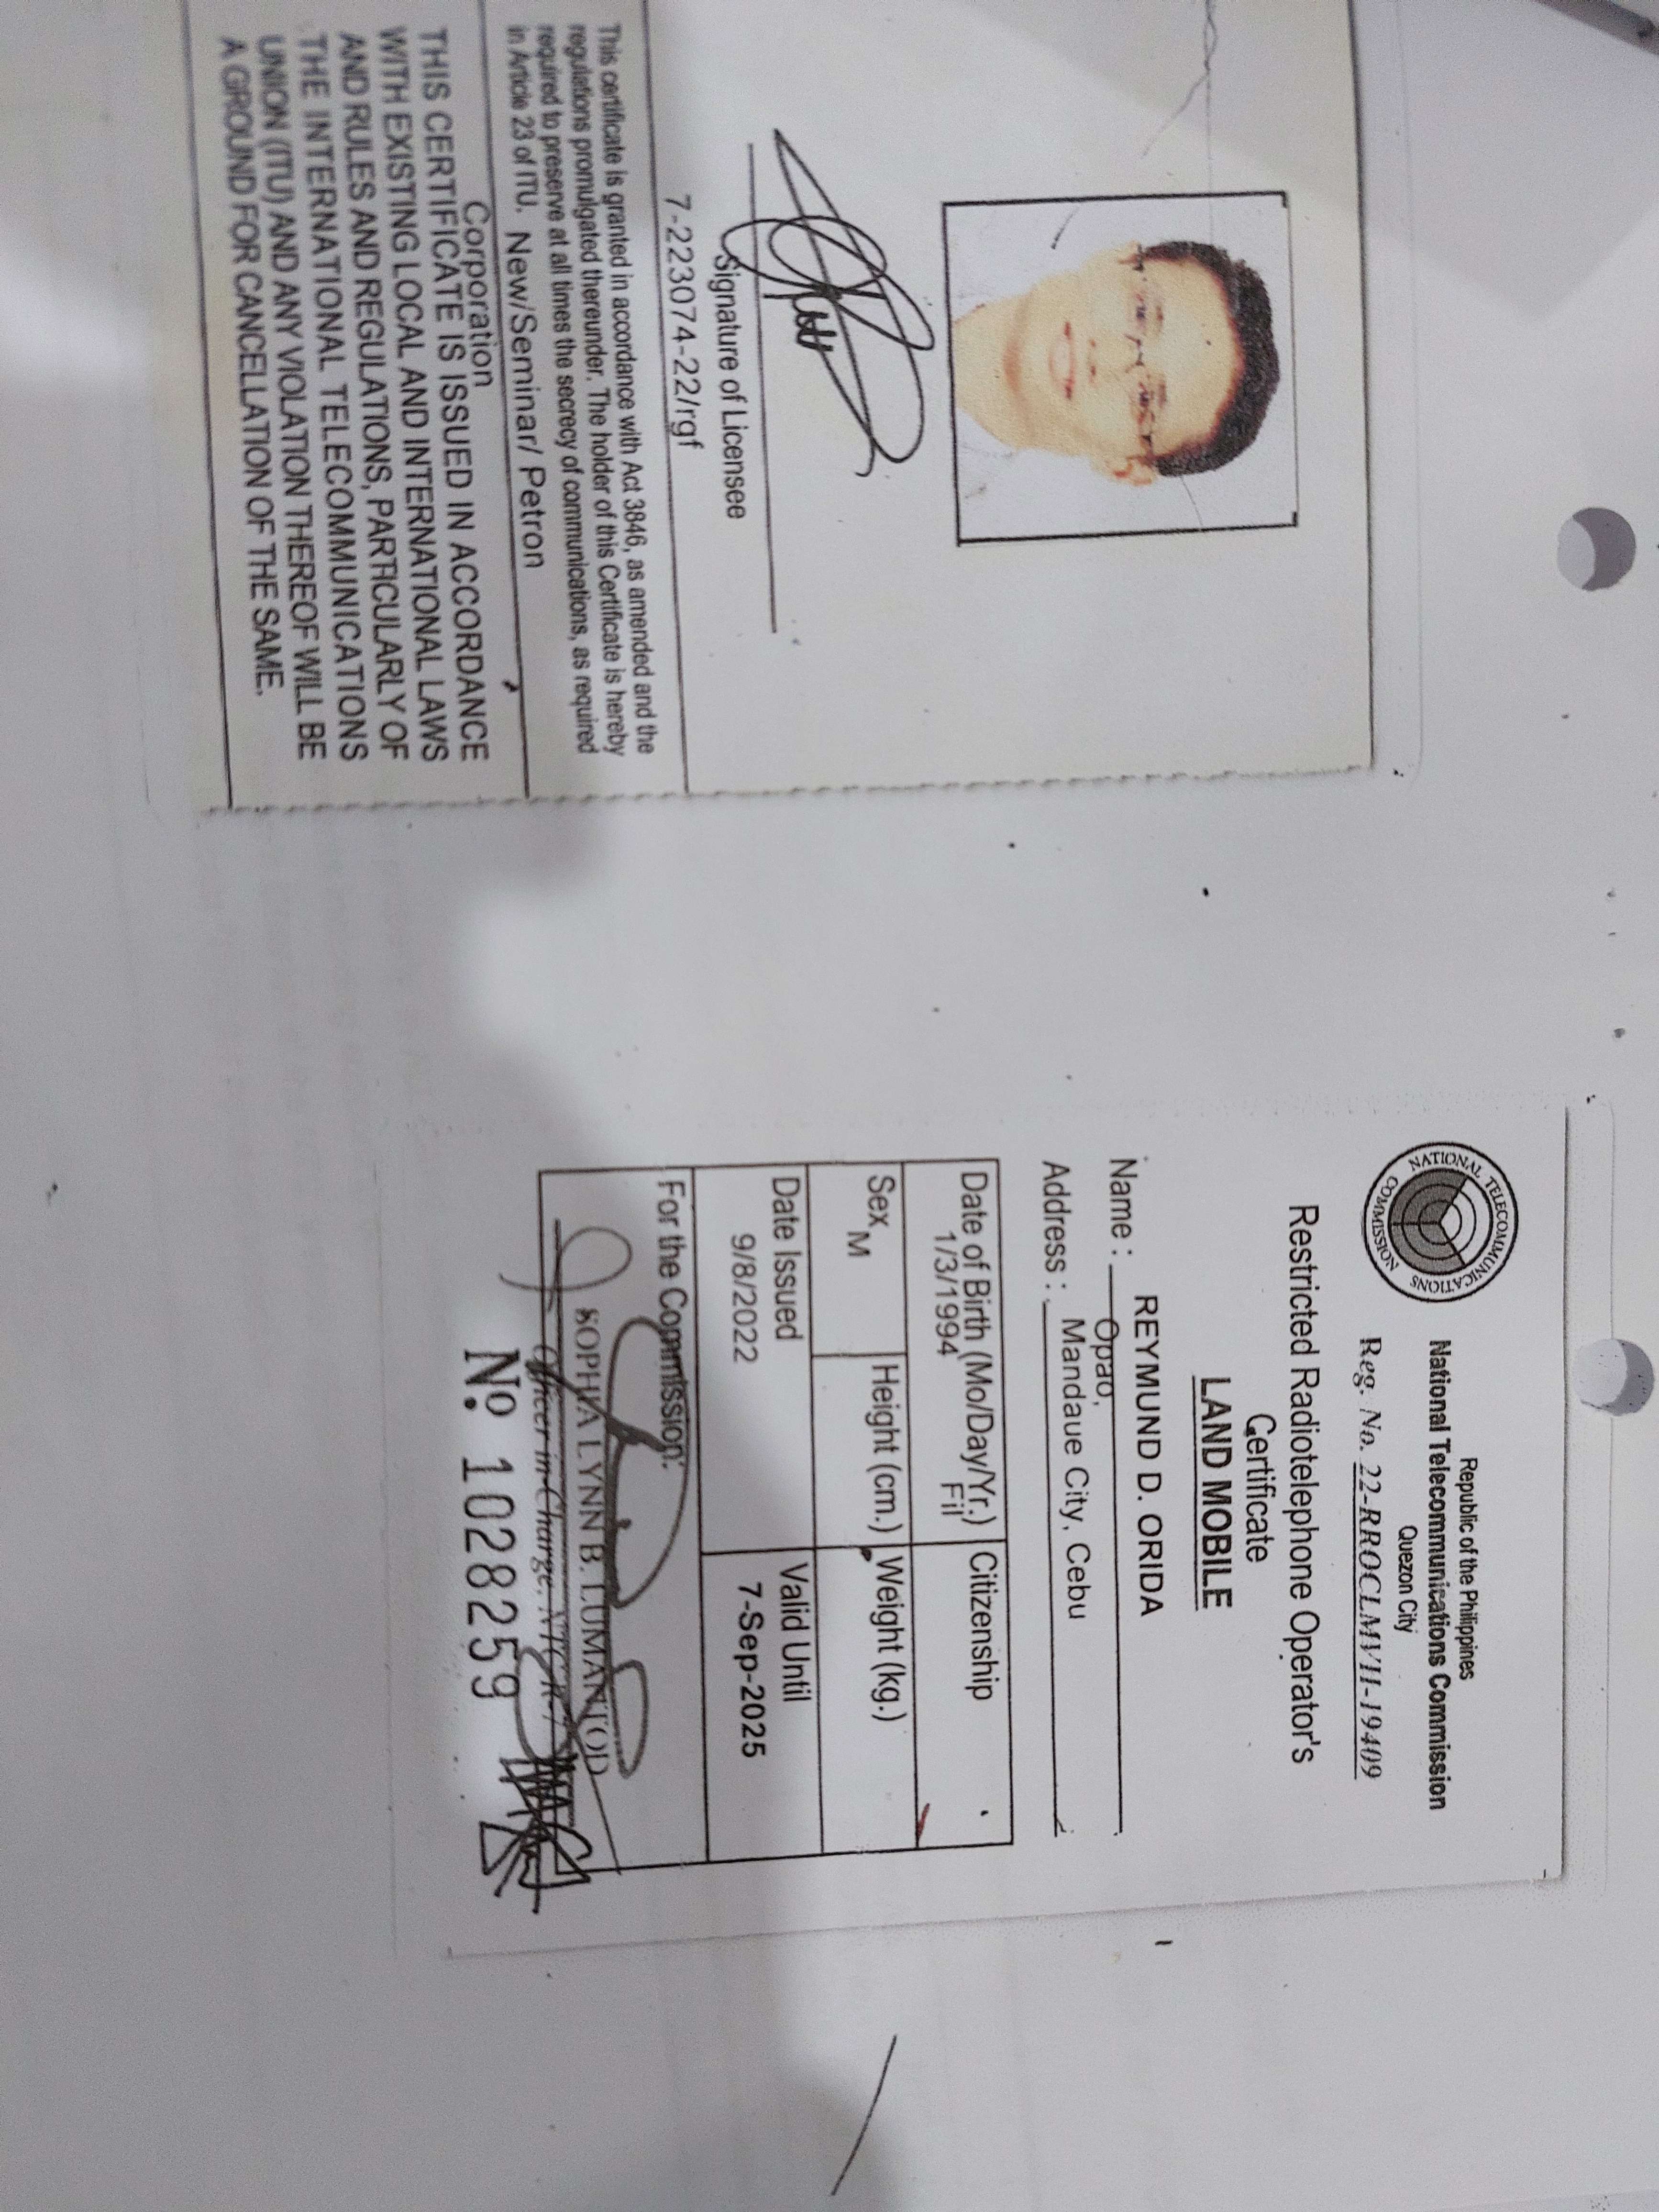 NATIONAL TELECOMMUNICATIONS COMMISSION
Republic of the Philippines
National Telecommunications Commission
Quezon City
Reg. No. 22-RROCLMVII-19409
Restricted Radiotelephone Operator's
Certificate
LAND MOBILE
Name : REYMUND D. ORIDA
Opao,
Address : Mandaue City, Cebu
Date of Birth (Mo/Day/Yr.) Citizenship
1/3/1994 Fil
Sex Height (cm.) Weight (kg.)
M
Date Issued Valid Until
9/8/2022 7-Sep-2025
For the Commission:
SOPHIA LYNN B. LUMANTOD
Officer in-Charge, NTC R-7
No 1028259
Signature of Licensee
7-223074-22/rgf
This certificate is granted in accordance with Act 3846, as amended and the
regulations promulgated thereunder. The holder of this Certificate is hereby
required to preserve at all times the secrecy of communications, as required
in Article 23 of ITU. New/Seminar/ Petron
Corporation
THIS CERTIFICATE IS ISSUED IN ACCORDANCE
WITH EXISTING LOCAL AND INTERNATIONAL LAWS
AND RULES AND REGULATIONS, PARTICULARLY OF
THE INTERNATIONAL TELECOMMUNICATIONS
UNION (ITU) AND ANY VIOLATION THEREOF WILL BE
A GROUND FOR CANCELLATION OF THE SAME.